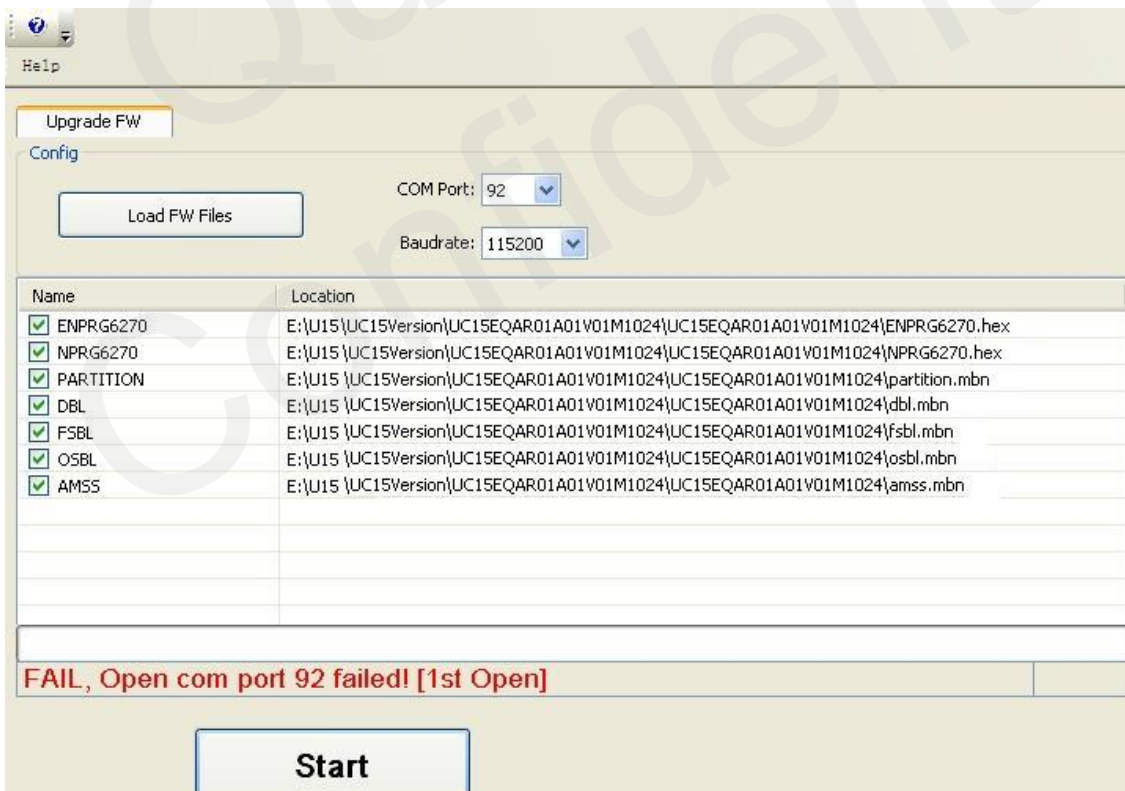 Help
Upgrade FW
Config
Load FW Files
COM Port: 92
Baudrate: 115200
Name Location
ENPRG6270 E:\U15\UC15Version\UC15EQAR01A01V01M1024\UC15EQAR01A01V01M1024\ENPRG6270.hex
NPRG6270 E:\U15 \UC15Version\UC15EQAR01A01V01M1024\UC15EQAR01A01V01M1024\NPRG6270.hex
PARTITION E:\U15 \UC15Version\UC15EQAR01A01V01M1024\UC15EQAR01A01V01M1024\partition.mbn
DBL E:\U15 \UC15Version\UC15EQAR01A01V01M1024\UC15EQAR01A01V01M1024\dbl.mbn
FSBL E:\U15 \UC15Version\UC15EQAR01A01V01M1024\UC15EQAR01A01V01M1024\fsbl.mbn
OSBL E:\U15 \UC15Version\UC15EQAR01A01V01M1024\UC15EQAR01A01V01M1024\osbl.mbn
AMSS E:\U15 \UC15Version\UC15EQAR01A01V01M1024\UC15EQAR01A01V01M1024\amss.mbn
FAIL, Open com port 92 failed! [1st Open]
Start